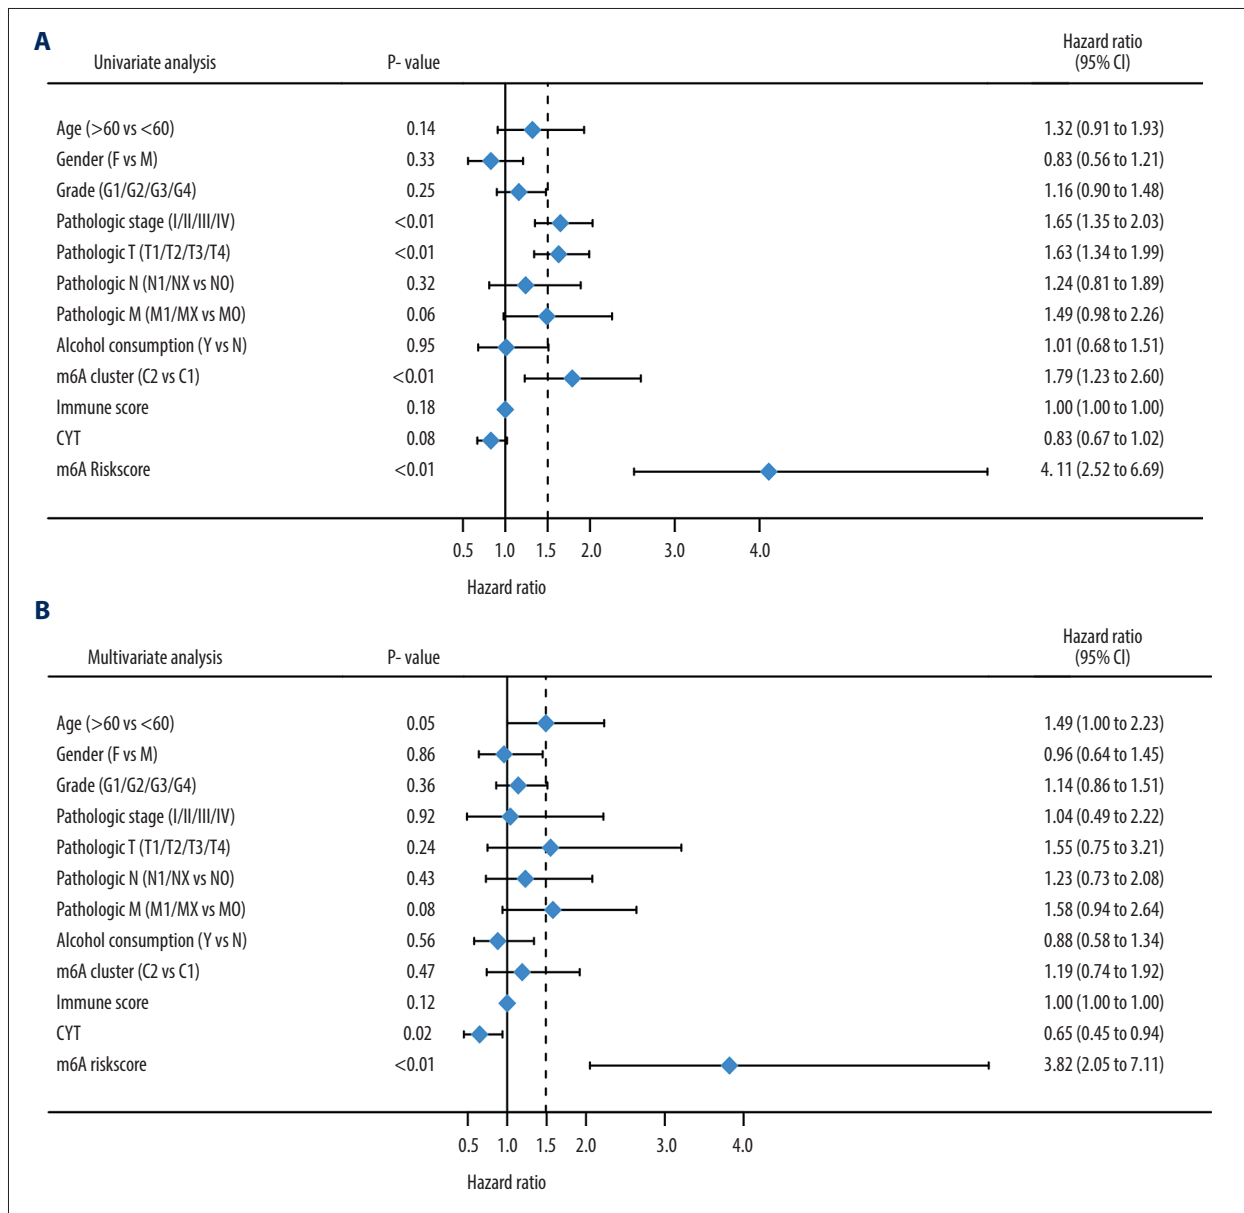 A
Univariate analysis P- value Hazard ratio
(95% CI)
Age (>60 vs <60) 0.14 1.32 (0.91 to 1.93)
Gender (F vs M) 0.33 0.83 (0.56 to 1.21)
Grade (G1/G2/G3/G4) 0.25 1.16 (0.90 to 1.48)
Pathologic stage (I/II/III/IV) <0.01 1.65 (1.35 to 2.03)
Pathologic T (T1/T2/T3/T4) <0.01 1.63 (1.34 to 1.99)
Pathologic N (N1/NX vs NO) 0.32 1.24 (0.81 to 1.89)
Pathologic M (M1/MX vs MO) 0.06 1.49 (0.98 to 2.26)
Alcohol consumption (Y vs N) 0.95 1.01 (0.68 to 1.51)
m6A cluster (C2 vs C1) <0.01 1.79 (1.23 to 2.60)
Immune score 0.18 1.00 (1.00 to 1.00)
CYT 0.08 0.83 (0.67 to 1.02)
m6A Riskscore <0.01 4. 11 (2.52 to 6.69)
0.5 1.0 1.5 2.0 3.0 4.0
Hazard ratio
B
Multivariate analysis P- value Hazard ratio
(95% CI)
Age (>60 vs <60) 0.05 1.49 (1.00 to 2.23)
Gender (F vs M) 0.86 0.96 (0.64 to 1.45)
Grade (G1/G2/G3/G4) 0.36 1.14 (0.86 to 1.51)
Pathologic stage (I/II/III/IV) 0.92 1.04 (0.49 to 2.22)
Pathologic T (T1/T2/T3/T4) 0.24 1.55 (0.75 to 3.21)
Pathologic N (N1/NX vs NO) 0.43 1.23 (0.73 to 2.08)
Pathologic M (M1/MX vs MO) 0.08 1.58 (0.94 to 2.64)
Alcohol consumption (Y vs N) 0.56 0.88 (0.58 to 1.34)
m6A cluster (C2 vs C1) 0.47 1.19 (0.74 to 1.92)
Immune score 0.12 1.00 (1.00 to 1.00)
CYT 0.02 0.65 (0.45 to 0.94)
m6A riskscore <0.01 3.82 (2.05 to 7.11)
0.5 1.0 1.5 2.0 3.0 4.0
Hazard ratio